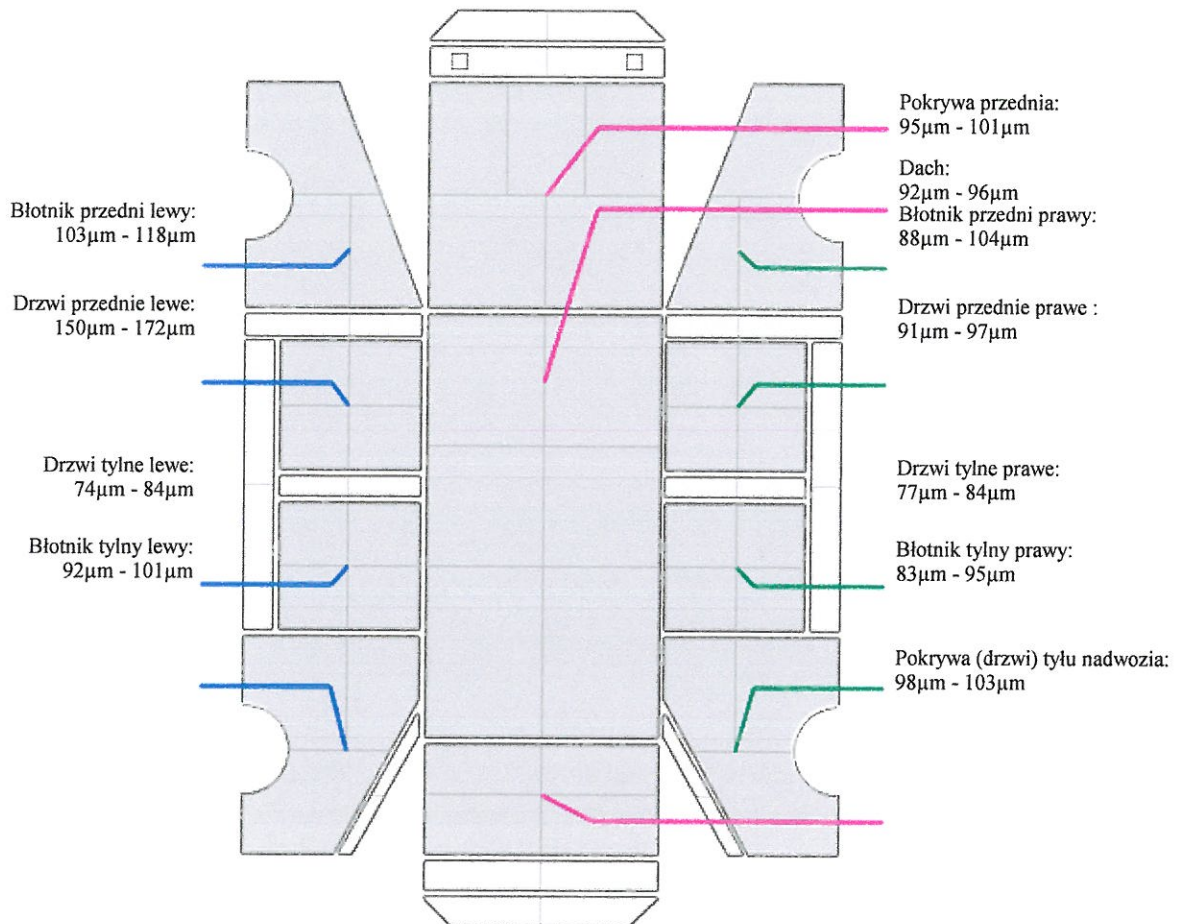 Pokrywa przednia:
95µm - 101µm
Dach:
92µm - 96µm
Błotnik przedni lewy:
103µm - 118µm
Błotnik przedni prawy:
88µm - 104µm
Drzwi przednie lewe:
150µm - 172µm
Drzwi przednie prawe :
91µm - 97µm
Drzwi tylne lewe:
74µm - 84µm
Drzwi tylne prawe:
77µm - 84µm
Błotnik tylny lewy:
92µm - 101µm
Błotnik tylny prawy:
83µm - 95µm
Pokrywa (drzwi) tyłu nadwozia:
98µm - 103µm